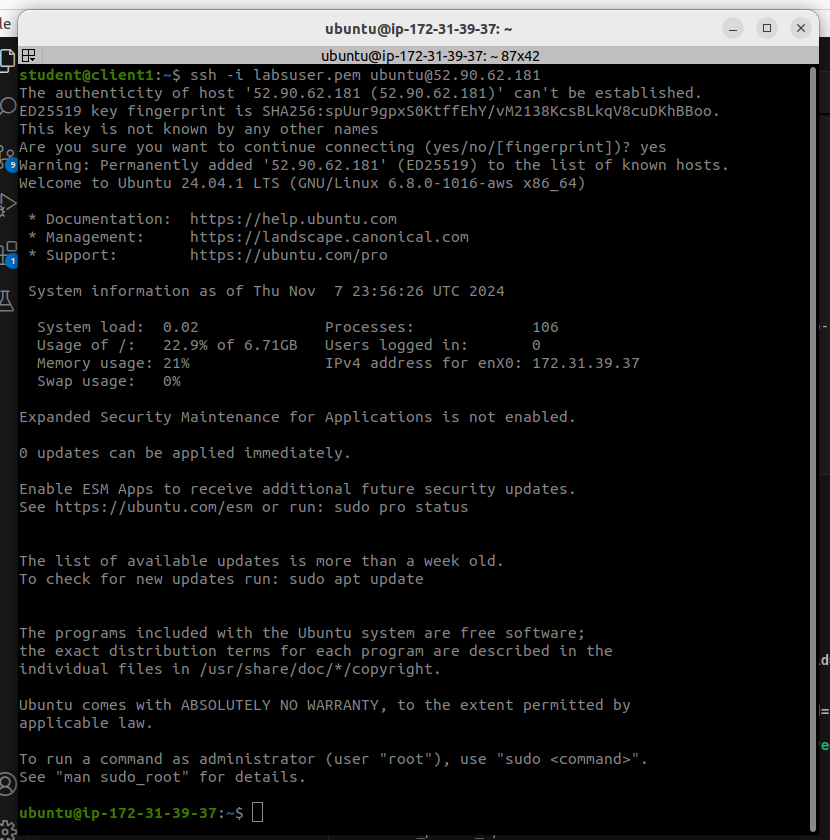 le
ubuntu@ip-172-31-39-37: ~
ubuntu@ip-172-31-39-37: ~ 87x42
student@client1:~$ ssh -i labsuser.pem ubuntu@52.90.62.181
The authenticity of host '52.90.62.181 (52.90.62.181)' can't be established.
ED25519 key fingerprint is SHA256:spUur9gpxS0KtffEhY/vM2138KcsBLkqV8cuDKhBBoo.
This key is not known by any other names
Are you sure you want to continue connecting (yes/no/[fingerprint])? yes
9
Warning: Permanently added '52.90.62.181' (ED25519) to the list of known hosts.
Welcome to Ubuntu 24.04.1 LTS (GNU/Linux 6.8.0-1016-aws x86_64)
* Documentation:  https://help.ubuntu.com
* Management:     https://landscape.canonical.com
* Support:        https://ubuntu.com/pro
1
System information as of Thu Nov  7 23:56:26 UTC 2024
System load:  0.02              Processes:             106
Usage of /:   22.9% of 6.71GB   Users logged in:       0
Memory usage: 21%               IPv4 address for enX0: 172.31.39.37
Swap usage:   0%
Expanded Security Maintenance for Applications is not enabled.
0 updates can be applied immediately.
Enable ESM Apps to receive additional future security updates.
See https://ubuntu.com/esm or run: sudo pro status
The list of available updates is more than a week old.
To check for new updates run: sudo apt update
The programs included with the Ubuntu system are free software;
the exact distribution terms for each program are described in the
individual files in /usr/share/doc/*/copyright.
Ubuntu comes with ABSOLUTELY NO WARRANTY, to the extent permitted by
applicable law.
To run a command as administrator (user "root"), use "sudo <command>".
See "man sudo_root" for details.
ubuntu@ip-172-31-39-37:~$